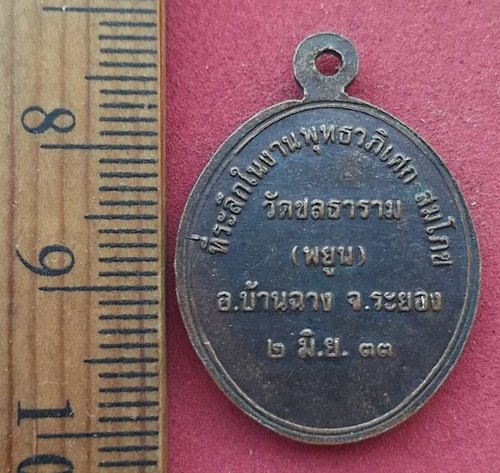 ที่ระลึกในงานพุทธาภิเศก สมโภช
วัดชลธาราม
(พยูน)
อ.บ้านฉาง จ.ระยอง
๒ มิ.ย. ๓๓
8
9
10